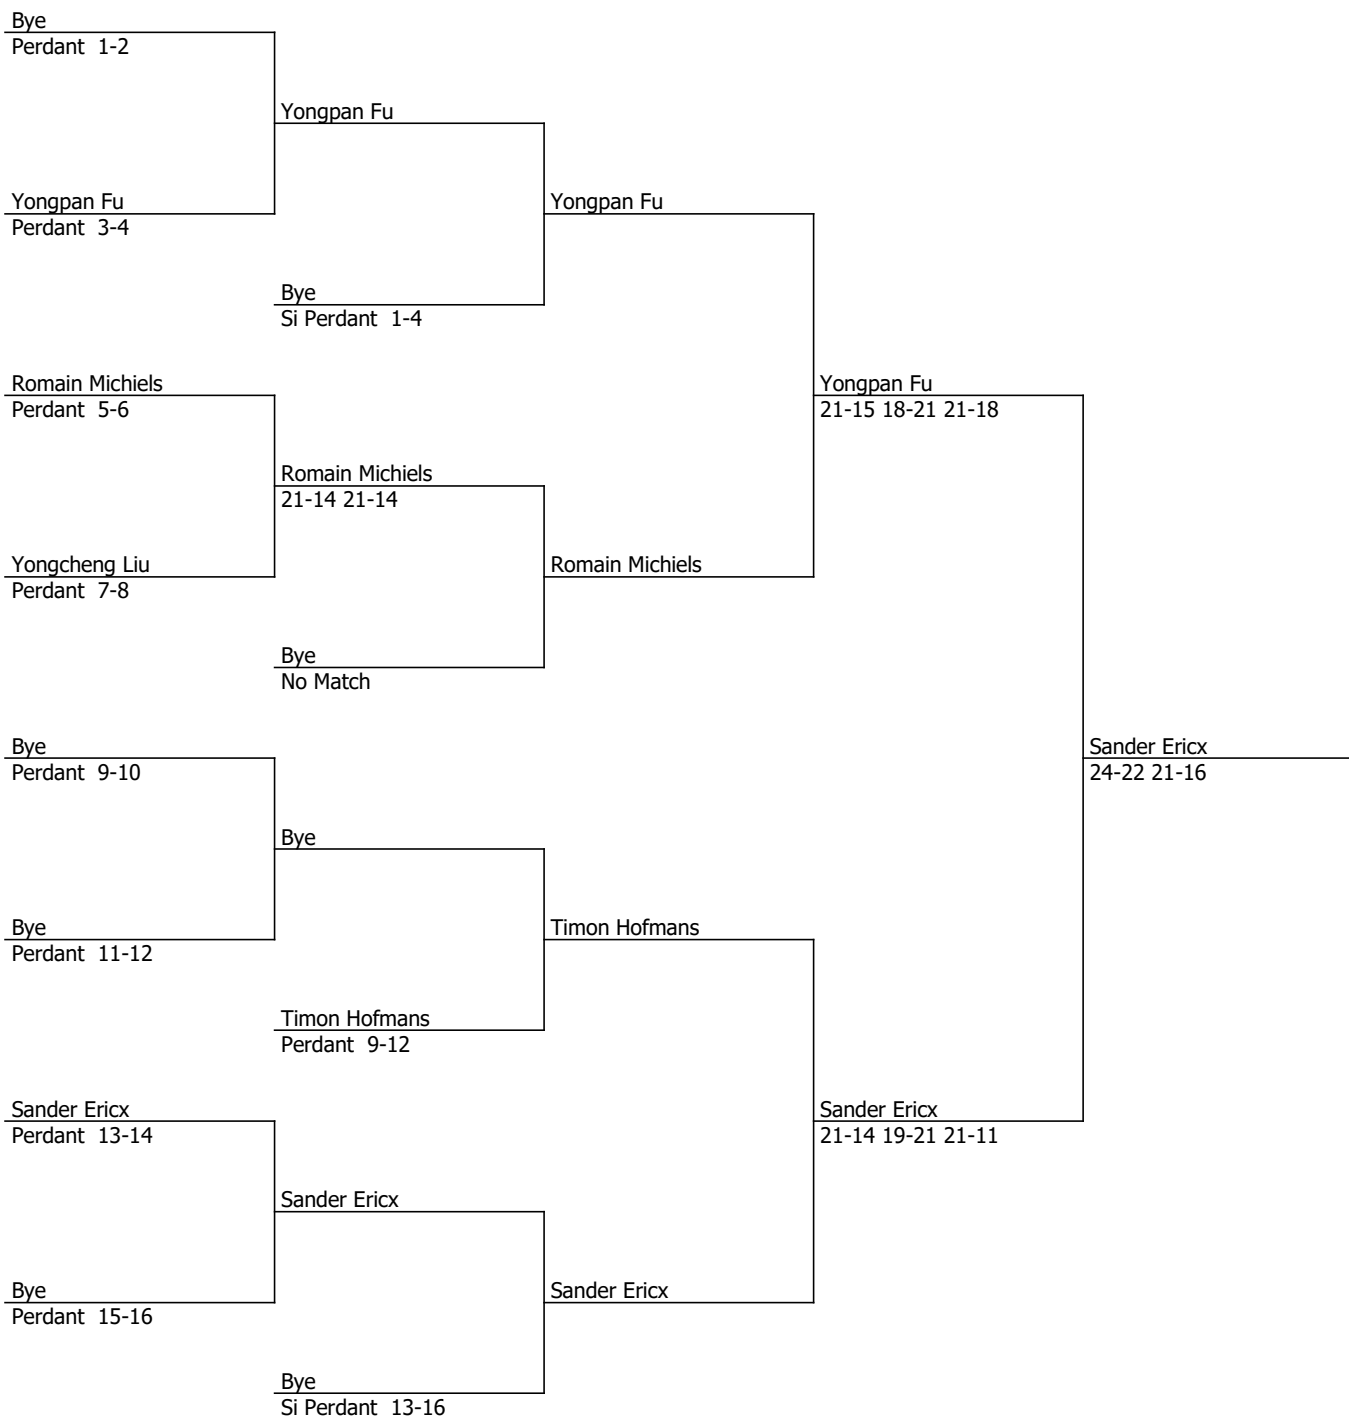 Bye
Perdant 1-2
Yongpan Fu
Yongpan Fu
Perdant 3-4
Yongpan Fu
Bye
Si Perdant 1-4
Romain Michiels
Perdant 5-6
Yongpan Fu
21-15 18-21 21-18
Romain Michiels
21-14 21-14
Yongcheng Liu
Perdant 7-8
Romain Michiels
Bye
No Match
Bye
Perdant 9-10
Sander Ericx
24-22 21-16
Bye
Bye
Perdant 11-12
Timon Hofmans
Timon Hofmans
Perdant 9-12
Sander Ericx
Perdant 13-14
Sander Ericx
21-14 19-21 21-11
Sander Ericx
Bye
Perdant 15-16
Sander Ericx
Bye
Si Perdant 13-16